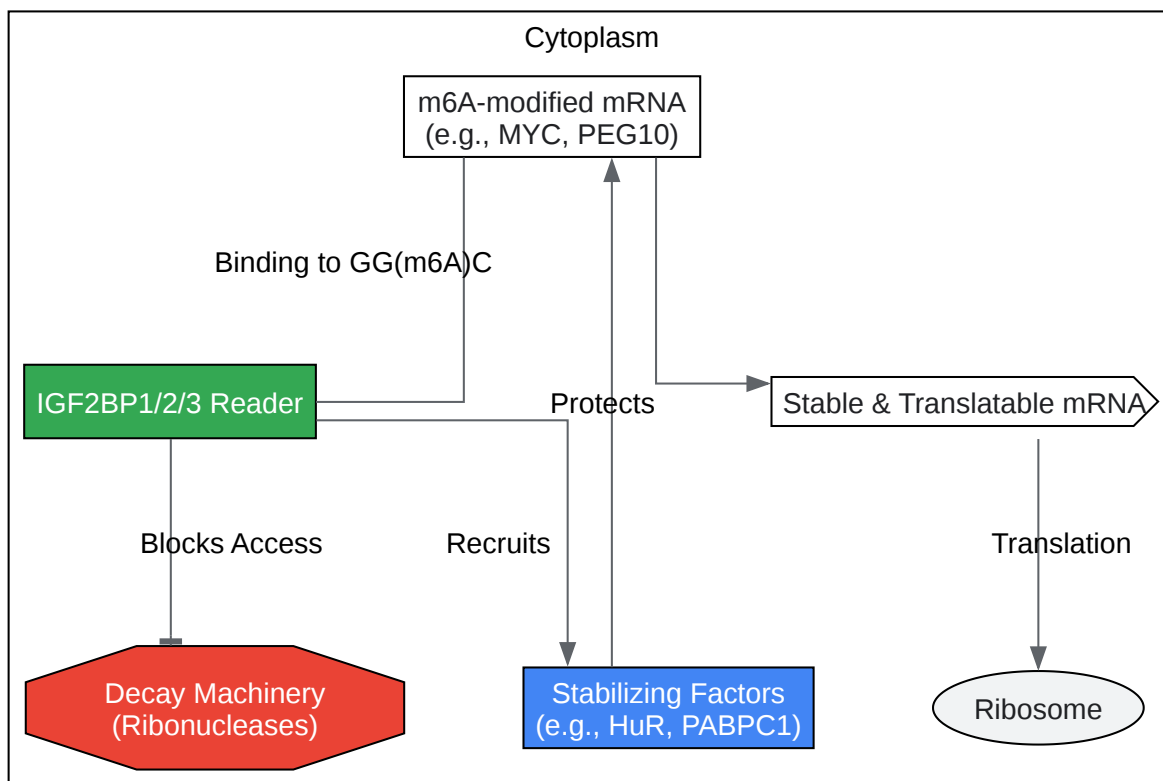 Cytoplasm
m6A-modified mRNA
(e.g., MYC, PEG10)
Binding to GG(m6A)C
IGF2BP1/2/3 Reader
Protects
Stable & Translatable mRNA
Blocks Access
Recruits
Translation
Decay Machinery
(Ribonucleases)
Stabilizing Factors
(e.g., HuR, PABPC1)
Ribosome